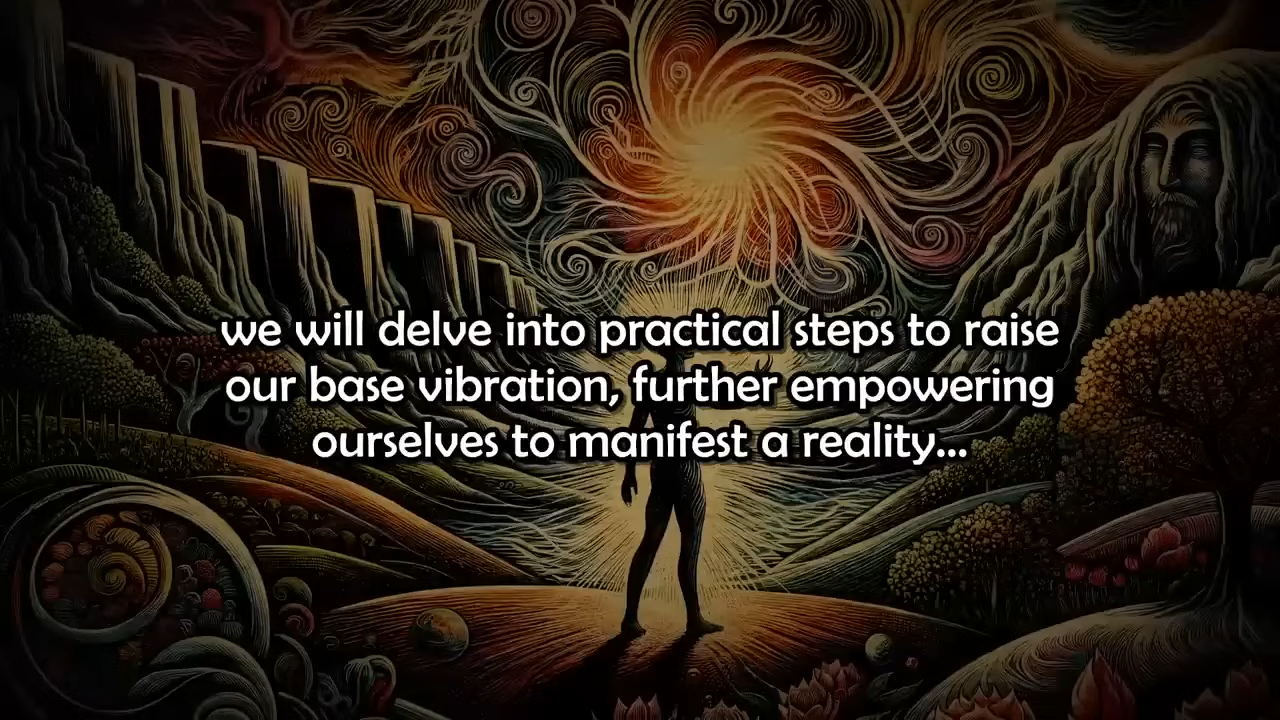 we will delve into practical steps to raise
our base vibration, further empowering
ourselves to manifest a reality...